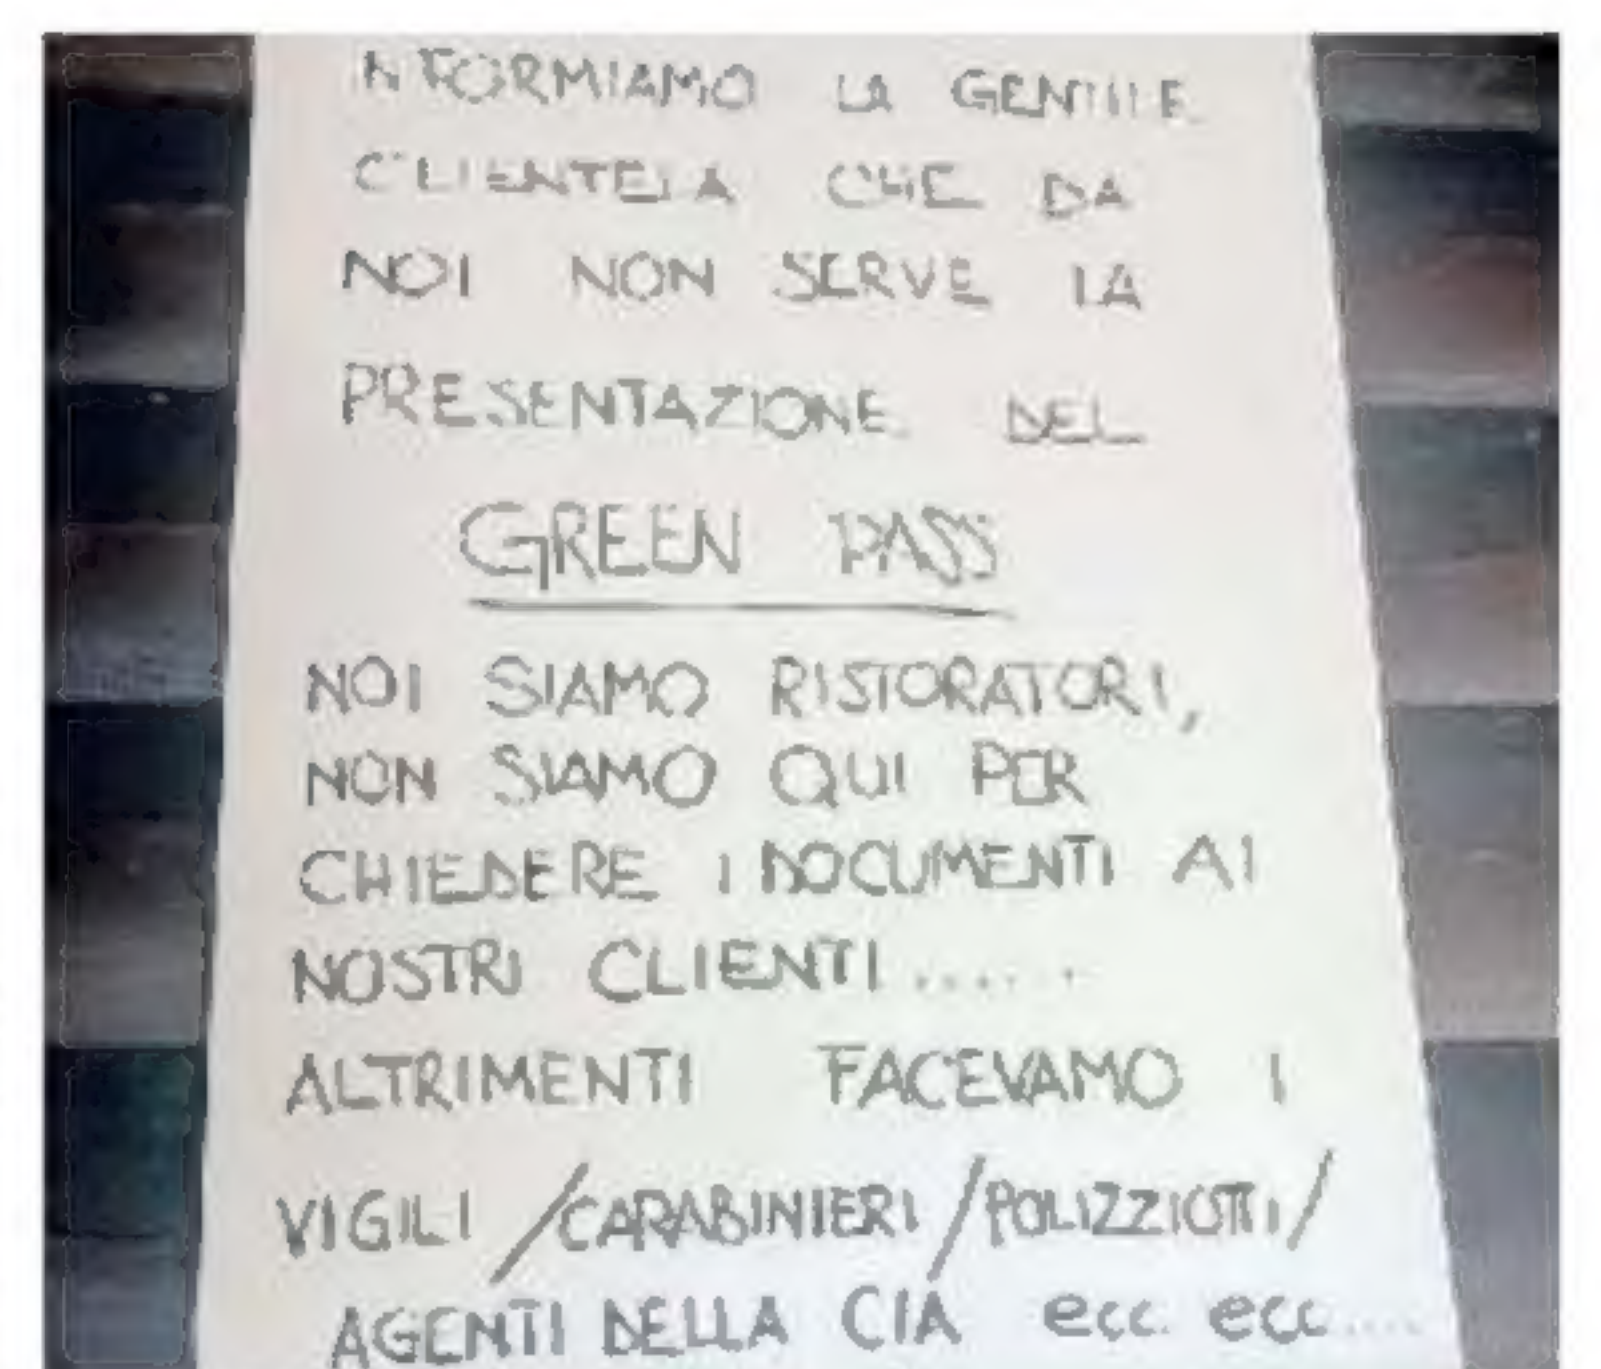 INFORMIAMO LA GENTILE
CLIENTELA CHE DA
NOI NON SERVE LA
PRESENTAZIONE DEL
GREEN PASS
NOI SIAMO RISTORATORI,
NON SIAMO QUI PER
CHIEDERE I DOCUMENTI AI
NOSTRI CLIENTI......
ALTRIMENTI FACEVAMO I
VIGILI/CARABINIERI/POLIZZIOTTI/
AGENTI DELLA CIA ecc. ecc....